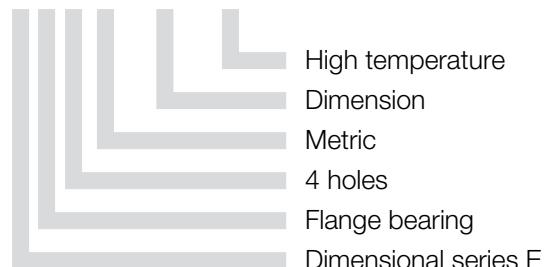 High temperature
Dimension
Metric
4 holes
Flange bearing
Dimensional series E